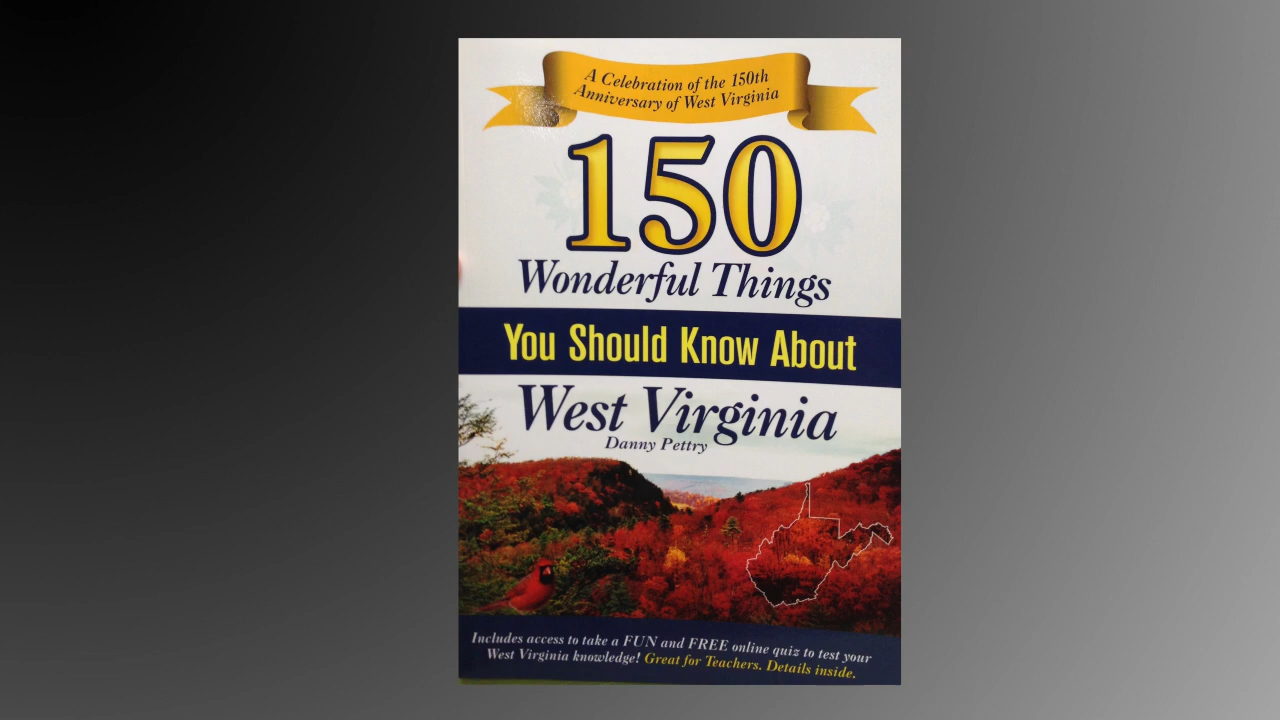 A Celebration of the 150th
Anniversary of West Virginia
150
Wonderful Things
You Should Know About
West Virginia
Danny Pettry
Includes access to take a FUN and FREE online quiz to test your
West Virginia knowledge! Great for Teachers. Details inside.